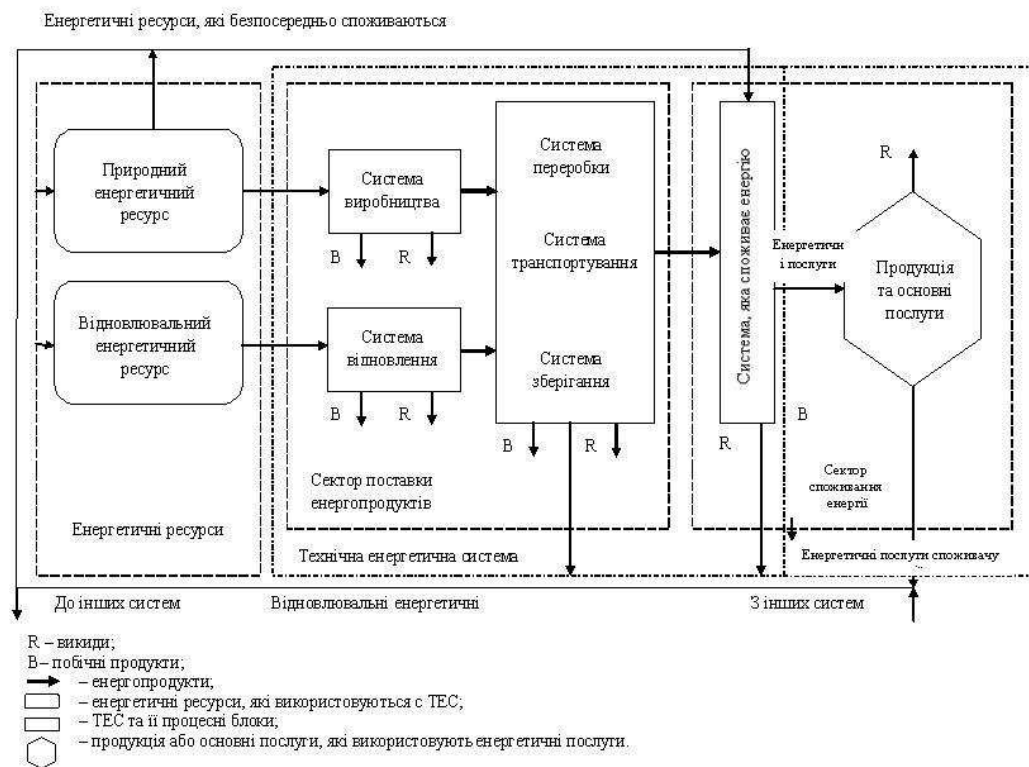 Енергетичні ресурси, які безпосередньо споживаються
Природний
енергетичний
ресурс
Відновлювальний
енергетичний
ресурс
Енергетичні ресурси
Система
виробництва
B
R
Система
відновлення
B
R
Система
переробки
Система
транспортування
Система
зберігання
B
R
Сектор поставки
енергопродуктів
Технічна енергетична система
Система, яка споживає енергію
R
B
Енергетичн
і послуги
R
Продукція
та основні
послуги
Сектор
споживання
енергії
Енергетичні послуги споживачу
До інших систем
Відновлювальні енергетичні
З інших систем
R – викиди;
B– побічні продукти;
– енергопродукти;
– енергетичні ресурси, які використовуються с ТЕС;
– ТЕС та її процесні блоки;
– продукція або основні послуги, які використовують енергетичні послуги.